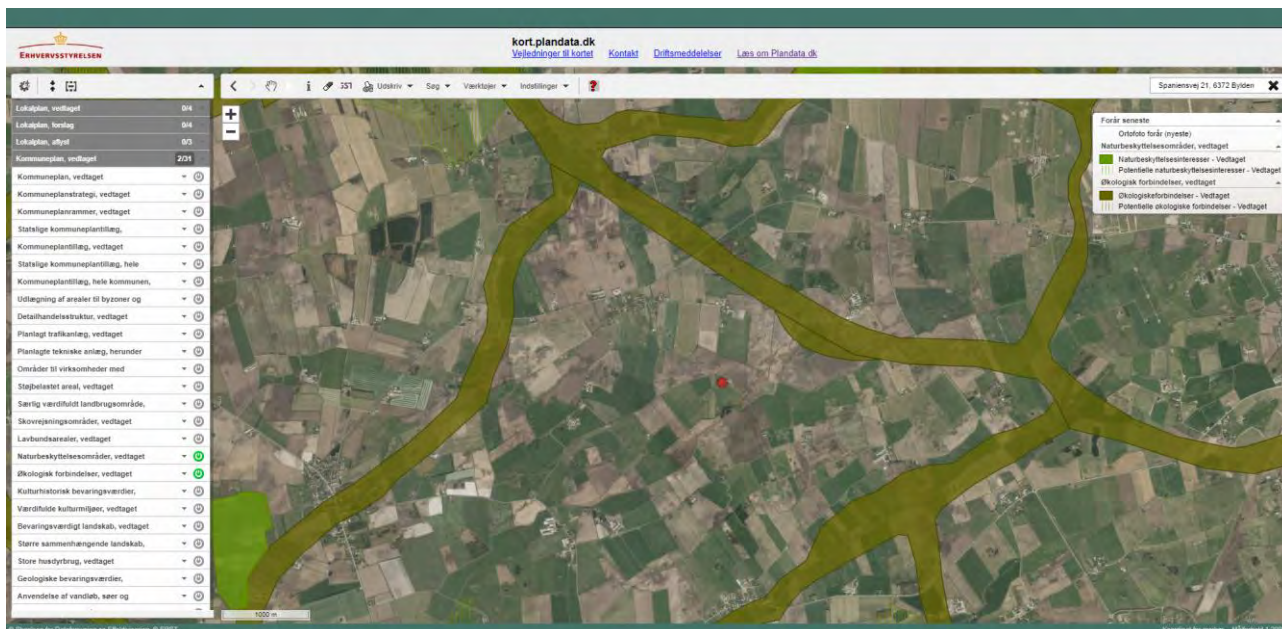 ERHVERVSSTYRELSEN
kort.plandata.dk
Vejledninger til kortet Kontakt Driftsmeddelelser Læs om Plandata.dk
i 351 Udskriv Søg Værktøjer Indstillinger ?
Spaniensvej 21, 6372 Bylden
Lokalplan, vedtaget 0/4
Lokalplan, forslag 0/4
Lokalplan, aflyst 0/3
Kommuneplan, vedtaget 2/31
Kommuneplan, vedtaget
Kommuneplanstrategi, vedtaget
Kommuneplanrammer, vedtaget
Statslige kommuneplantillæg,
Kommuneplantillæg, vedtaget
Statslige kommuneplantillæg, hele
Kommuneplantillæg, hele kommunen,
Udlægning af arealer til byzoner og
Detailhandelsstruktur, vedtaget
Planlagt trafikanlæg, vedtaget
Planlagte tekniske anlæg, herunder
Områder til virksomheder med
Støjbelastet areal, vedtaget
Særlig værdifuldt landbrugsområde,
Skovrejsningsområder, vedtaget
Lavbundsarealer, vedtaget
Naturbeskyttelsesområder, vedtaget
Økologisk forbindelser, vedtaget
Kulturhistorisk bevaringsværdier,
Værdifulde kulturmiljøer, vedtaget
Bevaringsværdigt landskab, vedtaget
Større sammenhængende landskab,
Store husdyrbrug, vedtaget
Geologiske bevaringsværdier,
Anvendelse af vandløb, søer og
+
−
Forår seneste
Ortofoto forår (nyeste)
Naturbeskyttelsesområder, vedtaget
Naturbeskyttelsesinteresser - Vedtaget
Potentielle naturbeskyttelsesinteresser - Vedtaget
Økologisk forbindelser, vedtaget
Økologiskeforbindelser - Vedtaget
Potentielle økologiske forbindelser - Vedtaget
1000 m